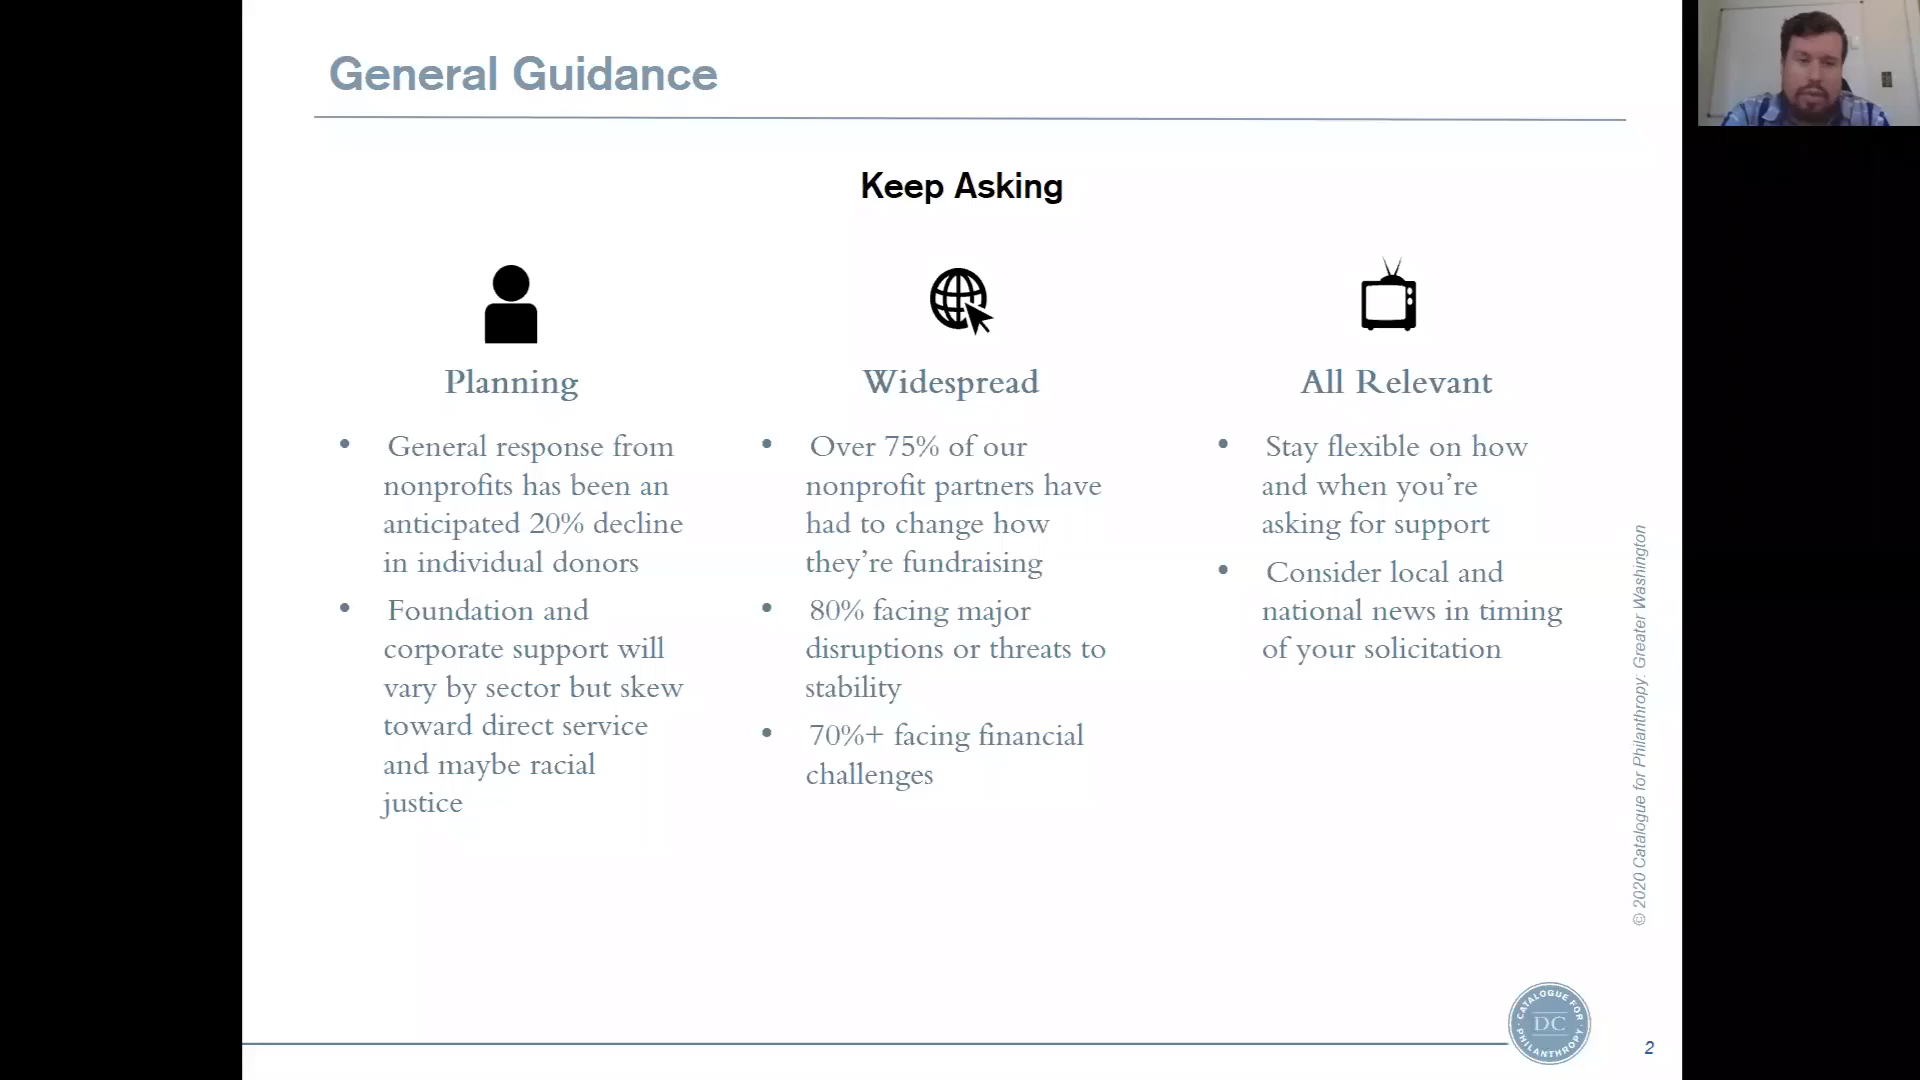 General Guidance
Keep Asking
Planning
• General response from
nonprofits has been an
anticipated 20% decline
in individual donors
• Foundation and
corporate support will
vary by sector but skew
toward direct service
and maybe racial
justice
Widespread
• Over 75% of our
nonprofit partners have
had to change how
they’re fundraising
• 80% facing major
disruptions or threats to
stability
• 70%+ facing financial
challenges
All Relevant
• Stay flexible on how
and when you’re
asking for support
• Consider local and
national news in timing
of your solicitation
© 2020 Catalogue for Philanthropy: Greater Washington
CATALOGUE FOR
DC
PHILANTHROPY
2